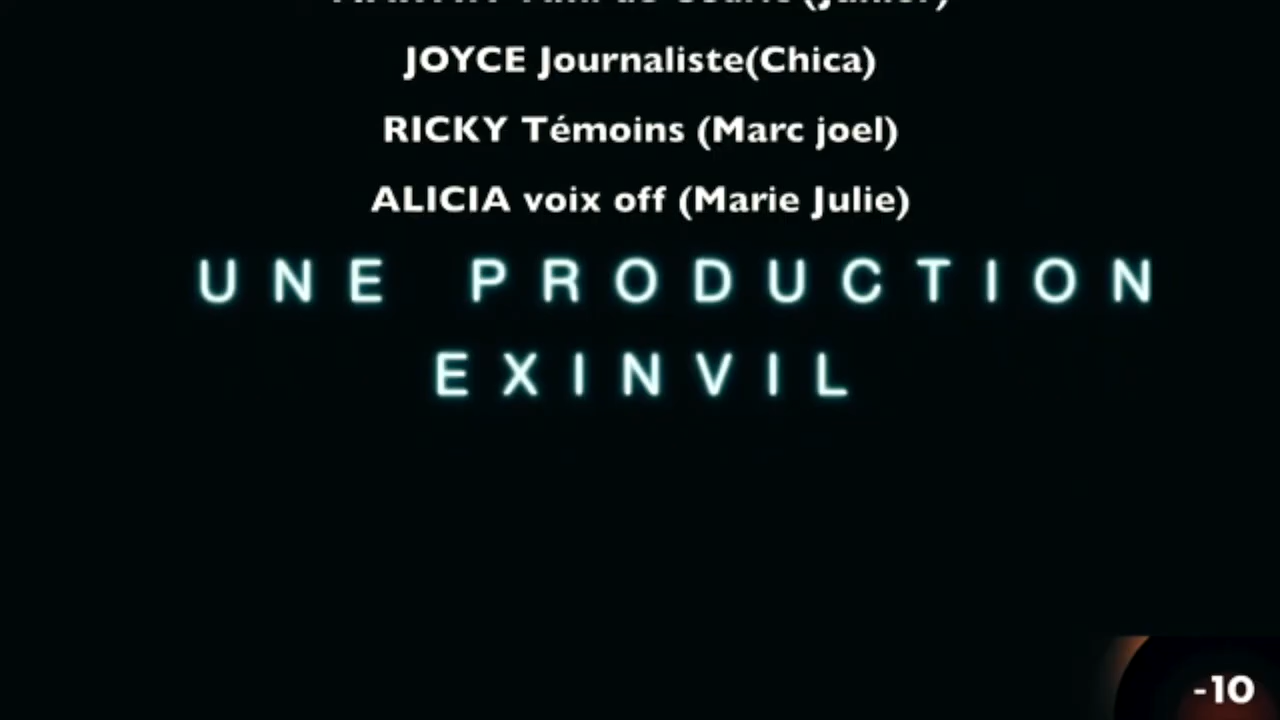 JOYCE Journaliste(Chica)
RICKY Témoins (Marc joel)
ALICIA voix off (Marie Julie)
UNE PRODUCTION
EXINVIL
-10